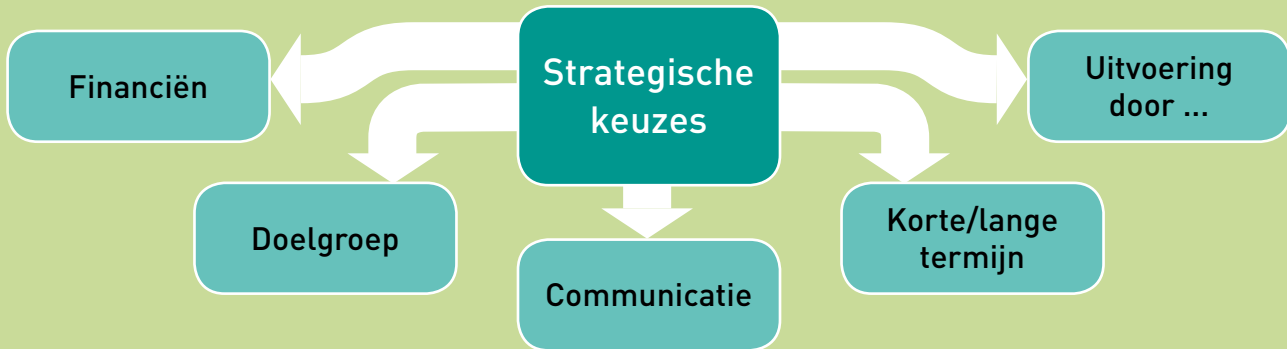 Strategische
keuzes
Financiën
Uitvoering
door ...
Doelgroep
Korte/lange
termijn
Communicatie